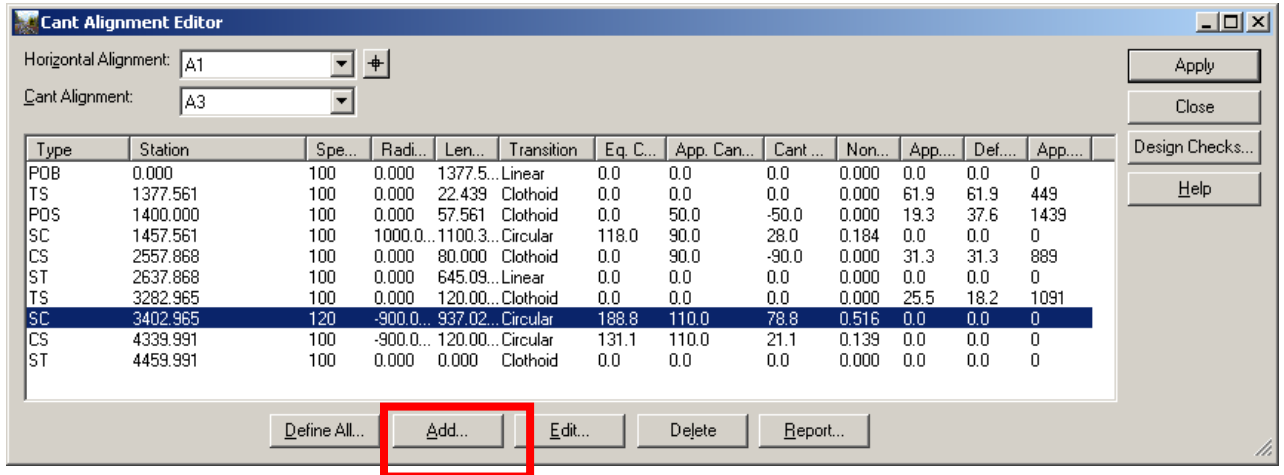 Cant Alignment Editor
Horizontal Alignment: A1
Apply
Cant Alignment: A3
Close
Type Station Spe... Radi... Len... Transition Eq. C... App. Can... Cant ... Non... App.... Def.... App....
Design Checks...
POB 0.000 100 0.000 1377.5... Linear 0.0 0.0 0.0 0.000 0.0 0.0 0
TS 1377.561 100 0.000 22.439 Clothoid 0.0 0.0 0.0 0.000 61.9 61.9 449
Help
POS 1400.000 100 0.000 57.561 Clothoid 0.0 50.0 -50.0 0.000 19.3 37.6 1439
SC 1457.561 100 1000.0... 1100.3... Circular 118.0 90.0 28.0 0.184 0.0 0.0 0
CS 2557.868 100 0.000 80.000 Clothoid 0.0 90.0 -90.0 0.000 31.3 31.3 889
ST 2637.868 100 0.000 645.09... Linear 0.0 0.0 0.0 0.000 0.0 0.0 0
TS 3282.965 100 0.000 120.00... Clothoid 0.0 0.0 0.0 0.000 25.5 18.2 1091
SC 3402.965 120 -900.0... 937.02... Circular 188.8 110.0 78.8 0.516 0.0 0.0 0
CS 4339.991 100 -900.0... 120.00... Circular 131.1 110.0 21.1 0.139 0.0 0.0 0
ST 4459.991 100 0.000 0.000 Clothoid 0.0 0.0 0.0 0.000 0.0 0.0 0
Define All... Add... Edit... Delete Report...